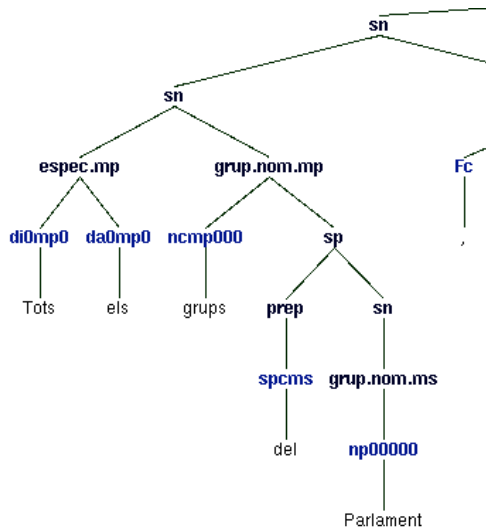 sn
sn
espec.mp grup.nom.mp Fc
di0mp0 da0mp0 ncmp000 sp ,
Tots els grups prep sn
spcms grup.nom.ms
del np00000
Parlament